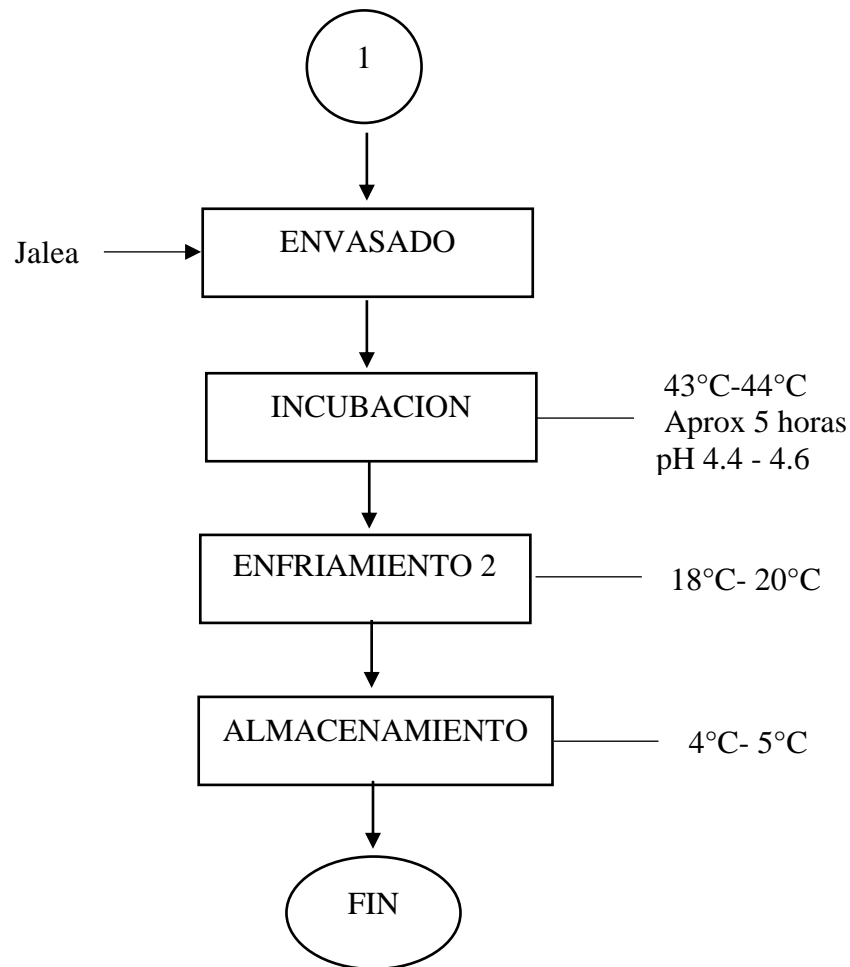 1
ENVASADO
Jalea
INCUBACION
43°C-44°C
Aprox 5 horas
pH 4.4 - 4.6
ENFRIAMIENTO 2
18°C- 20°C
ALMACENAMIENTO
4°C- 5°C
FIN